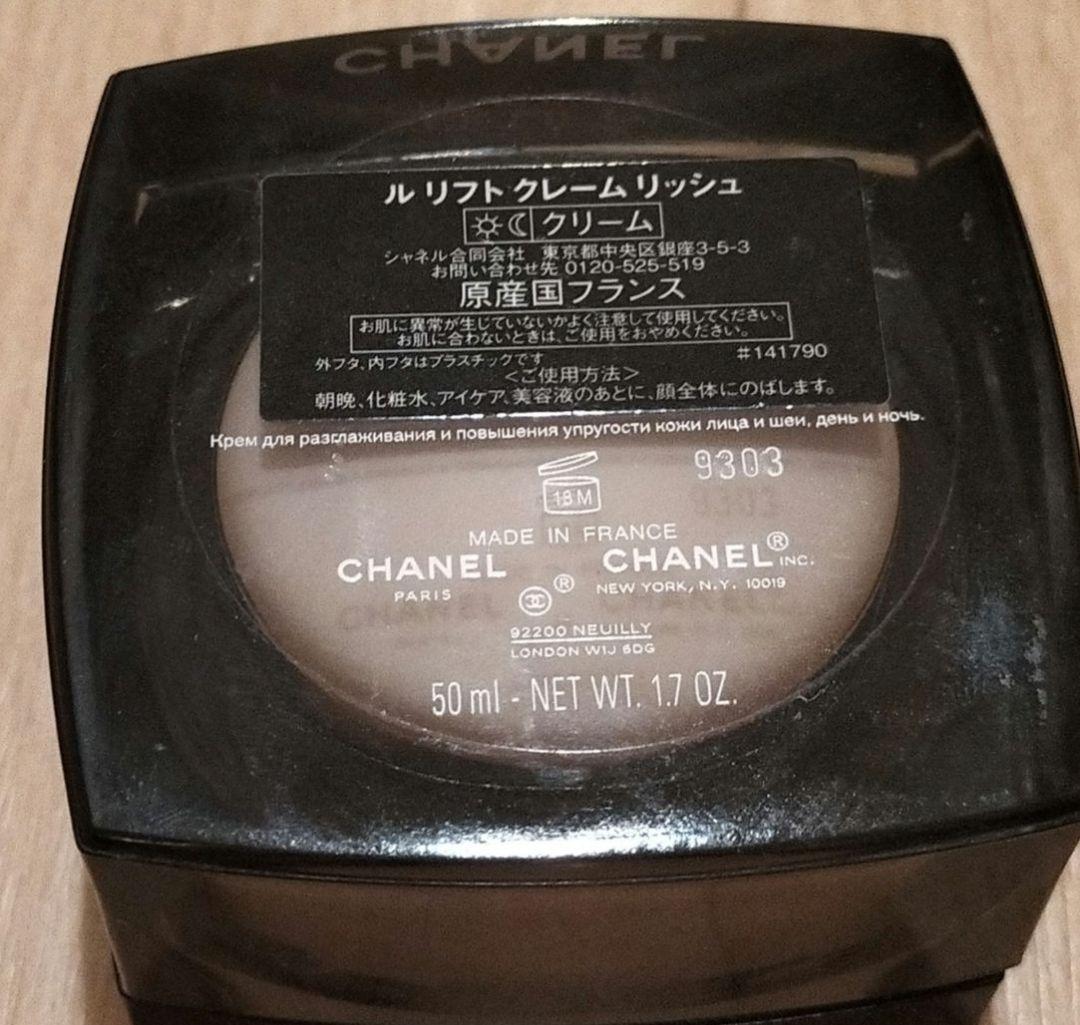 CHANEL
ル リフト クレーム リッシュ
クリーム
シャネル合同会社 東京都中央区銀座3-5-3
お問い合わせ先 0120-525-519
原産国フランス
お肌に異常が生じていないかよく注意して使用してください。
お肌に合わないときは、ご使用をおやめください。
外フタ、内フタはプラスチックです #141790
<ご使用方法>
朝晩、化粧水、アイケア、美容液のあとに、顔全体にのばします。
Крем для разглаживания и повышения упругости кожи лица и шеи, день и ночь.
9303
18 M
MADE IN FRANCE
CHANEL CHANEL® INC.
PARIS ® NEW YORK, N.Y. 10019
92200 NEUILLY
LONDON W1J 6DG
50 ml - NET WT. 1.7 OZ.